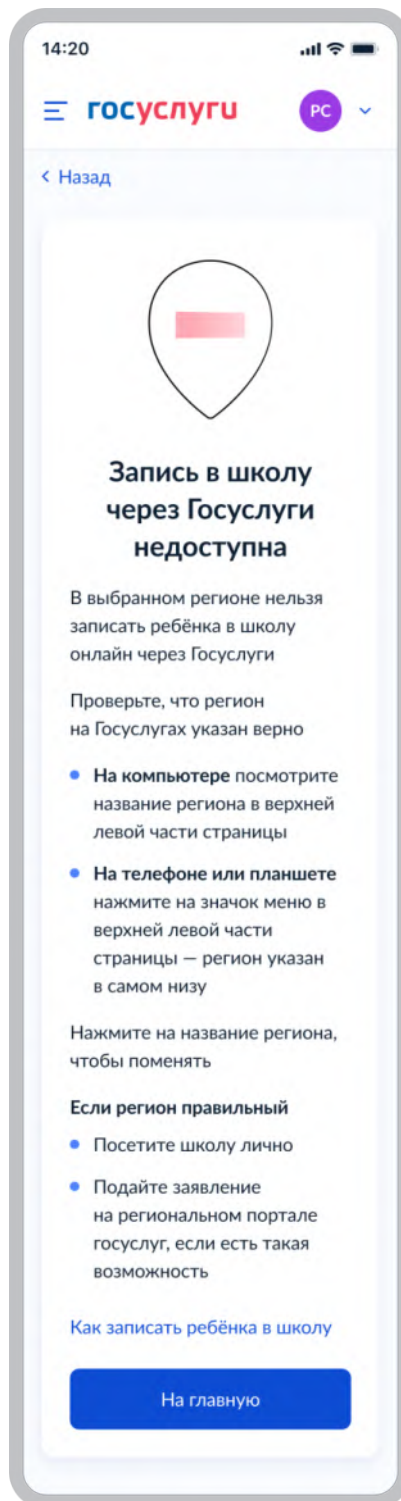 14:20
госуслуги
РС
Назад
Запись в школу
через Госуслуги
недоступна
В выбранном регионе нельзя
записать ребёнка в школу
онлайн через Госуслуги
Проверьте, что регион
на Госуслугах указан верно
На компьютере посмотрите
название региона в верхней
левой части страницы
На телефоне или планшете
нажмите на значок меню в
верхней левой части
страницы — регион указан
в самом низу
Нажмите на название региона,
чтобы поменять
Если регион правильный
Посетите школу лично
Подайте заявление
на региональном портале
госуслуг, если есть такая
возможность
Как записать ребёнка в школу
На главную